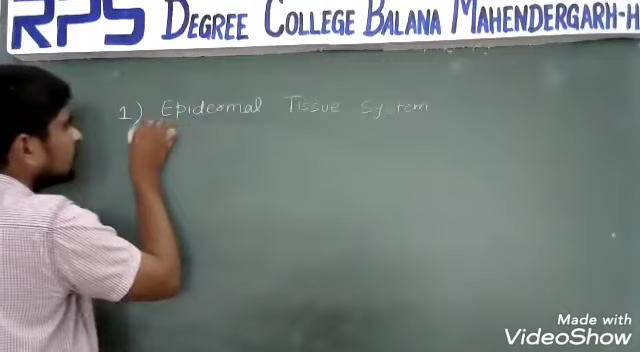 RPS DEGREE COLLEGE BALANA MAHENDERGARH-H
1) Epidermal Tissue System
Made with
VideoShow